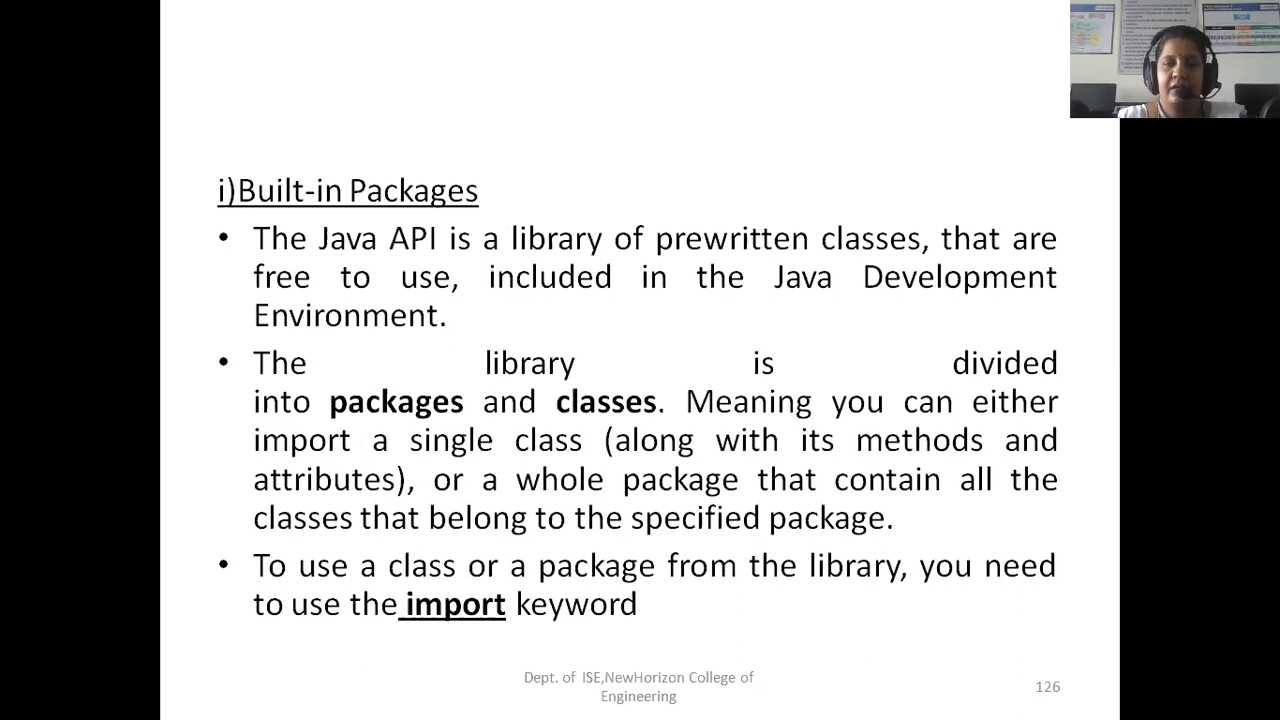 i)Built-in Packages
• The Java API is a library of prewritten classes, that are
free to use, included in the Java Development
Environment.
• The library is divided
into packages and classes. Meaning you can either
import a single class (along with its methods and
attributes), or a whole package that contain all the
classes that belong to the specified package.
• To use a class or a package from the library, you need
to use the import keyword
Dept. of ISE,NewHorizon College of
Engineering
126